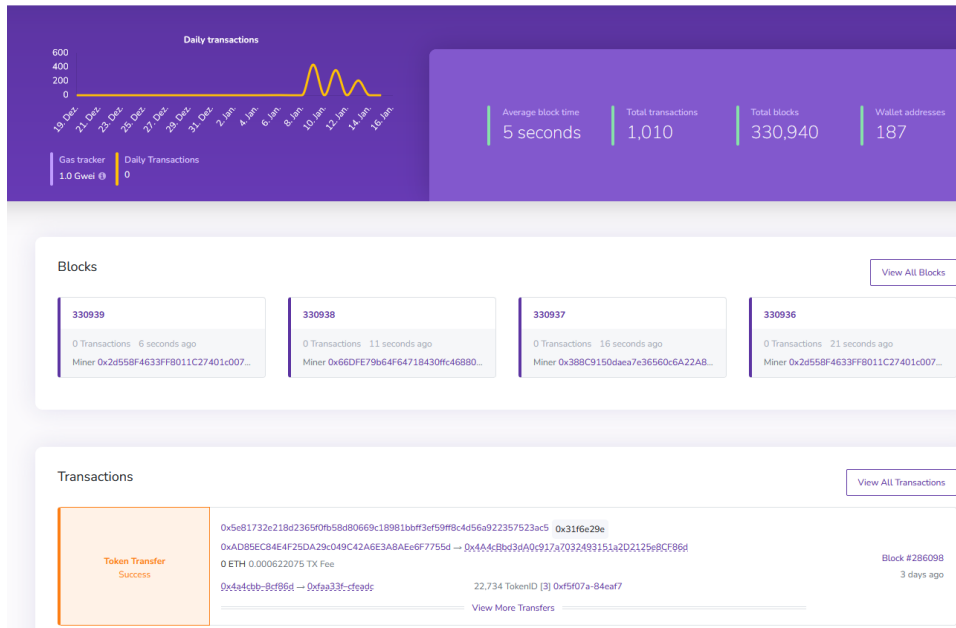 Daily transactions
600
400
200
0
19. Dez.
21. Dez.
23. Dez.
25. Dez.
27. Dez.
29. Dez.
31. Dez.
2. Jan.
4. Jan.
6. Jan.
8. Jan.
10. Jan.
12. Jan.
14. Jan.
16. Jan.
Gas tracker
1.0 Gwei
Daily Transactions
0
Average block time
5 seconds
Total transactions
1,010
Total blocks
330,940
Wallet addresses
187
Blocks
View All Blocks
330939
0 Transactions 6 seconds ago
Miner 0x2d558F4633FF8011C27401c007...
330938
0 Transactions 11 seconds ago
Miner 0x66DFE79b64F64718430ffc46880...
330937
0 Transactions 16 seconds ago
Miner 0x388C9150daea7e36560c6A22A8...
330936
0 Transactions 21 seconds ago
Miner 0x2d558F4633FF8011C27401c007...
Transactions
View All Transactions
Token Transfer
Success
0x5e81732e218d2365f0fb58d80669c18981bbff3ef59ff8c4d56a922357523ac5 0x31f6e29e
0xAD85EC84E4F25DA29c049C42A6E3A8AEe6F7755d → 0x4A4cBbd3dA0c917a7032493151a2D2125e8CF86d
0 ETH 0.000622075 TX Fee
0x4a4cbb-8cf86d → 0xfaa33f-cfeadc
22,734 TokenID [3] 0xf5f07a-84eaf7
View More Transfers
Block #286098
3 days ago